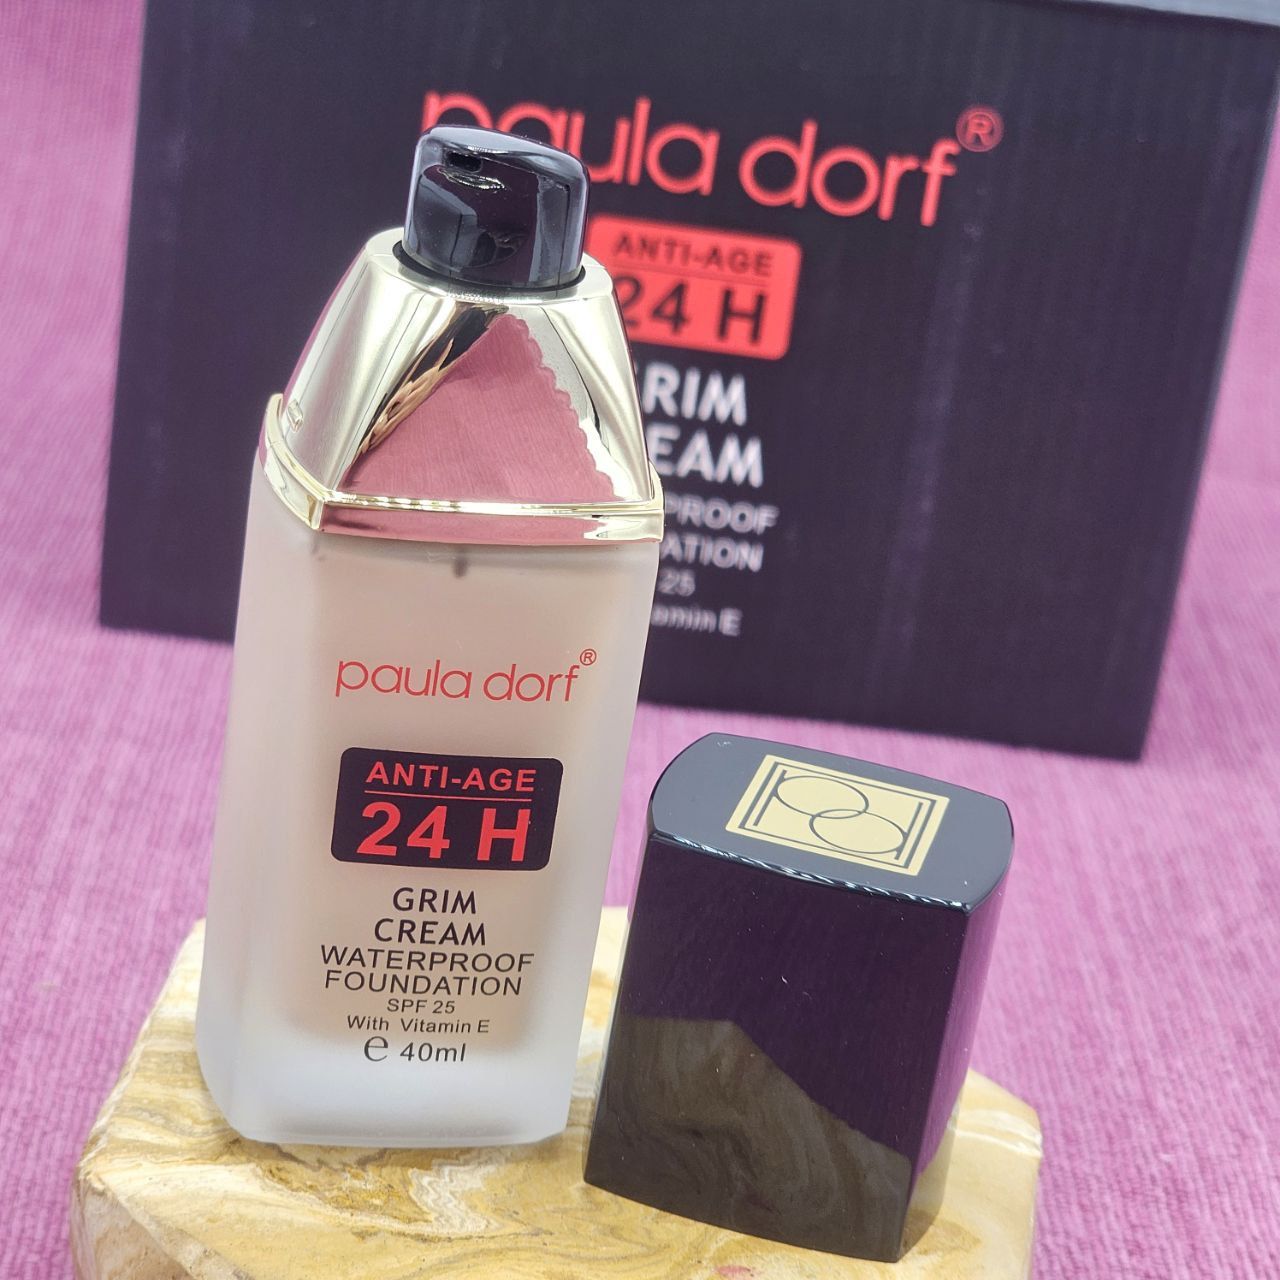 paula dorf®
ANTI-AGE
24 H
RIM
EAM
PROOF
ATION
25
amin E
paula dorf®
ANTI-AGE
24 H
GRIM
CREAM
WATERPROOF
FOUNDATION
SPF 25
With Vitamin E
e 40ml